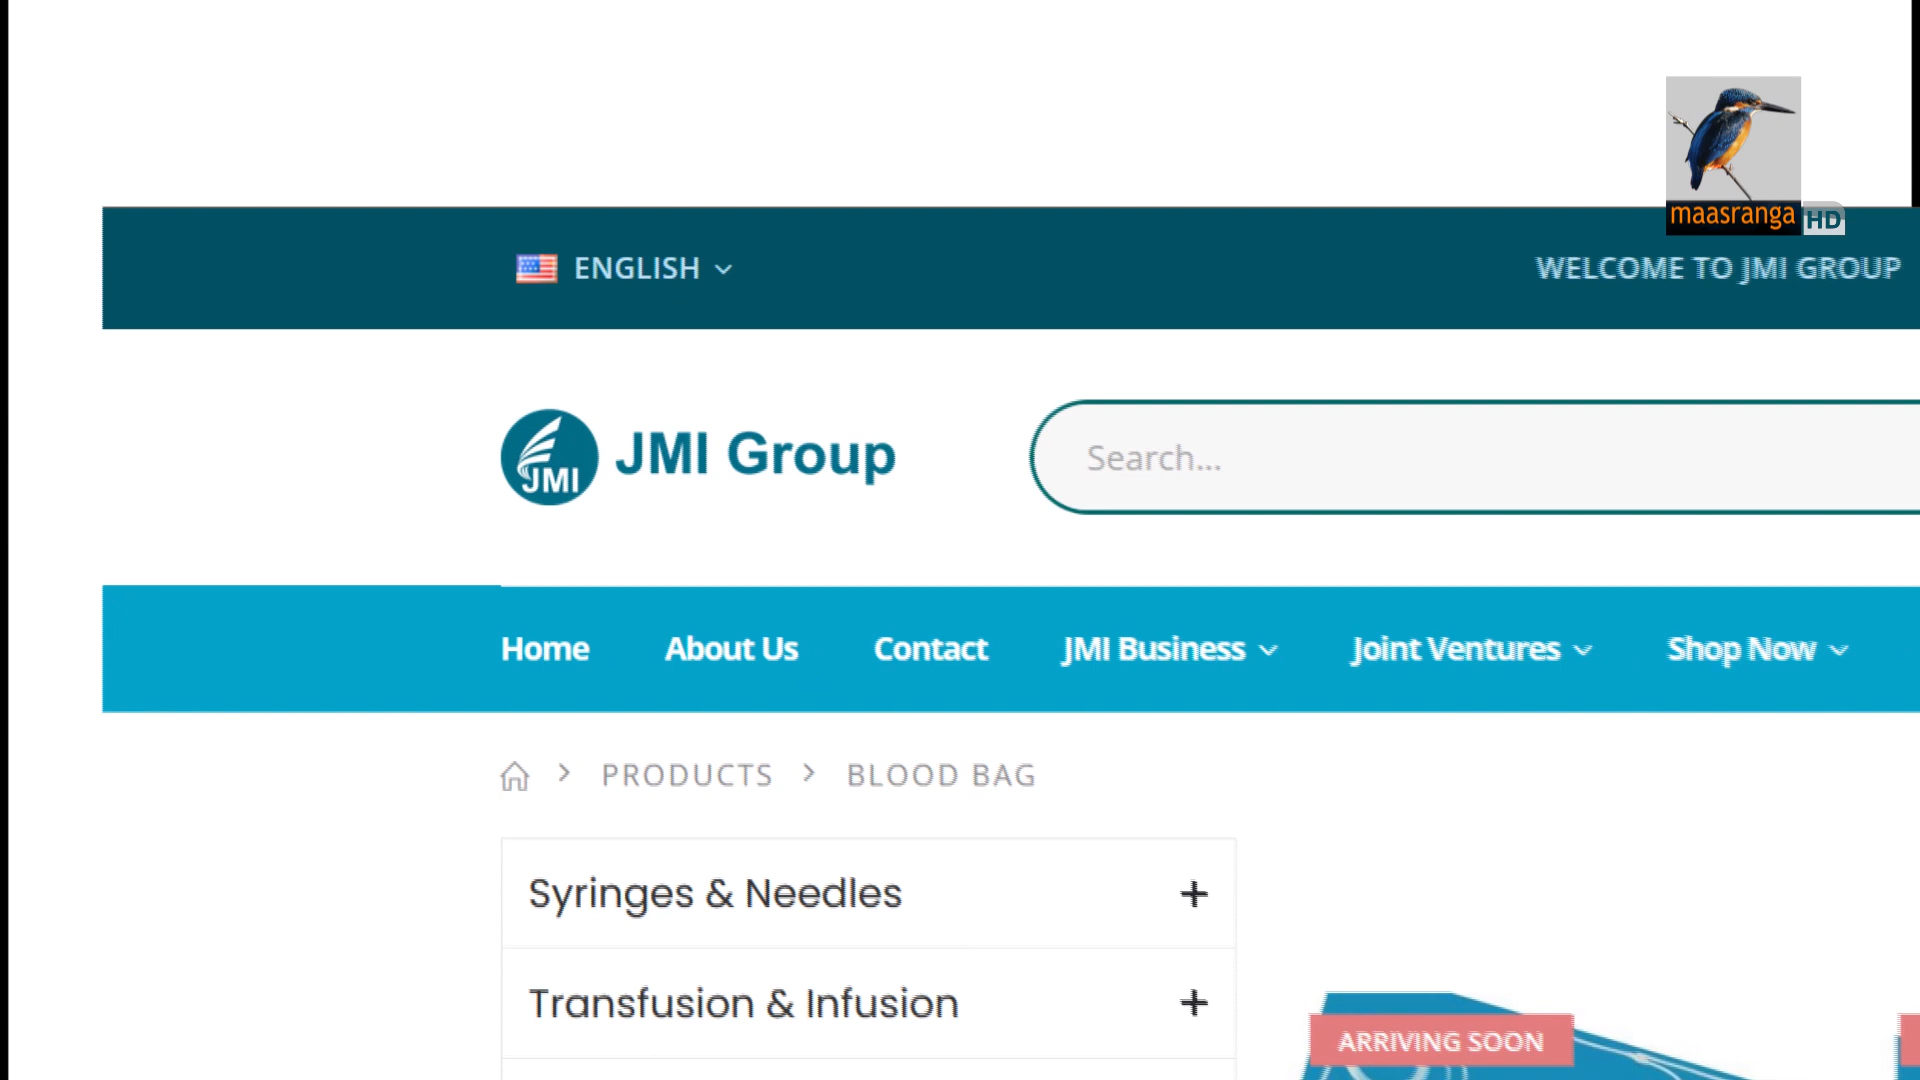 maasranga HD
ENGLISH
WELCOME TO JMI GROUP
JMI
JMI Group
Search...
Home About Us Contact JMI Business Joint Ventures Shop Now
PRODUCTS > BLOOD BAG
Syringes & Needles +
Transfusion & Infusion +
ARRIVING SOON